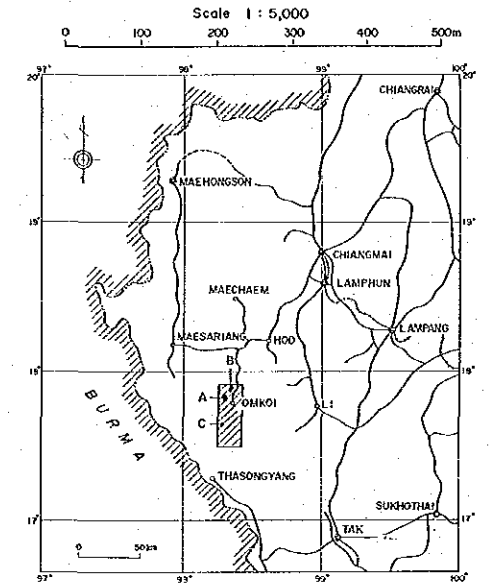 Scale 1 : 5,000
0 100 200 300 400 500m
97° 98° 99° 100°
20° 20°
CHIANGRAI
MAEHONGSON
19° 19°
CHIANGMAI
MAECHAEM
LAMPHUN
MAESARIANG
HOD
LAMPANG
B
18° 18°
A
OMKOI
C
LI
BURMA
THASONGYANG
SUKHOTHAI
17° 17°
TAK
0 50km
98° 99° 100°